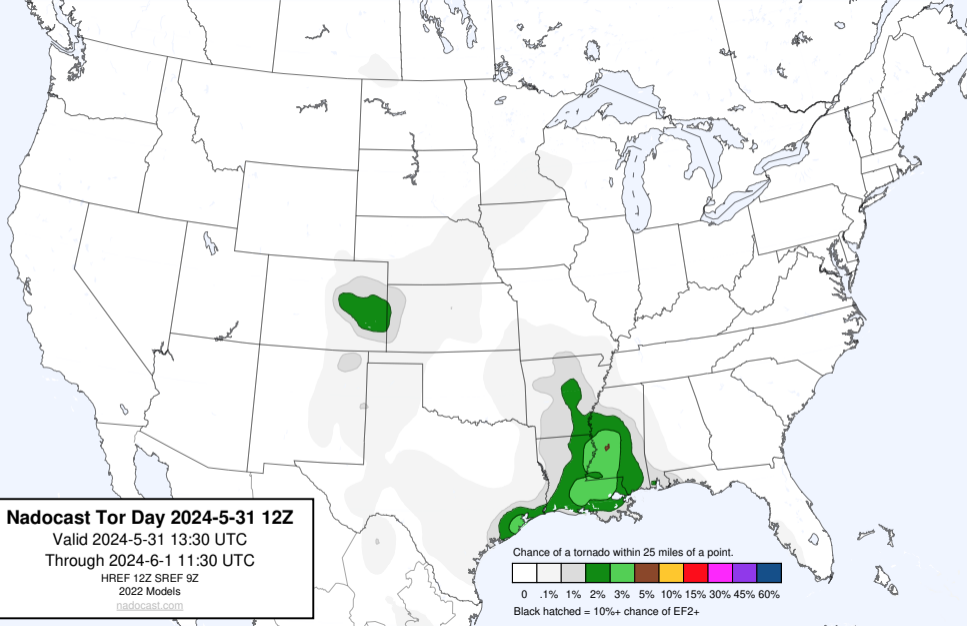 Nadocast Tor Day 2024-5-31 12Z
Valid 2024-5-31 13:30 UTC
Through 2024-6-1 11:30 UTC
HREF 12Z SREF 9Z
2022 Models
nadocast.com
Chance of a tornado within 25 miles of a point.
0 .1% 1% 2% 3% 5% 10% 15% 30% 45% 60%
Black hatched = 10%+ chance of EF2+